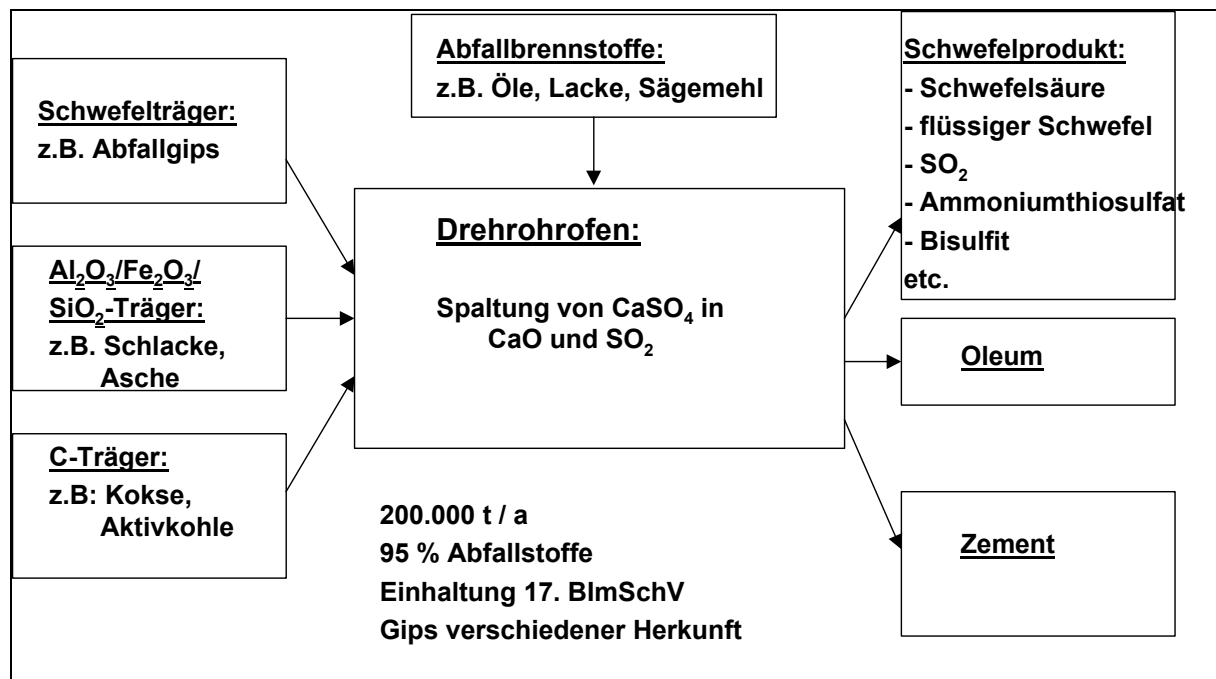 Schwefelträger:
z.B. Abfallgips
Al₂O₃/Fe₂O₃/
SiO₂-Träger:
z.B. Schlacke,
Asche
C-Träger:
z.B: Kokse,
Aktivkohle
Abfallbrennstoffe:
z.B. Öle, Lacke, Sägemehl
Drehrohrofen:
Spaltung von CaSO₄ in
CaO und SO₂
200.000 t / a
95 % Abfallstoffe
Einhaltung 17. BImSchV
Gips verschiedener Herkunft
Schwefelprodukt:
- Schwefelsäure
- flüssiger Schwefel
- SO₂
- Ammoniumthiosulfat
- Bisulfit
etc.
Oleum
Zement